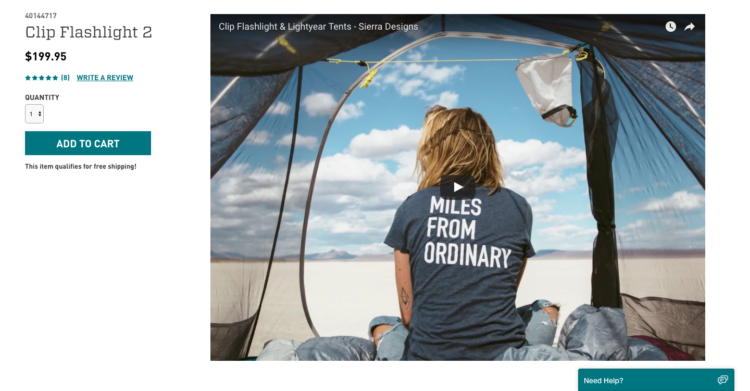 40144717
Clip Flashlight 2
$199.95
(8) WRITE A REVIEW
QUANTITY
1
ADD TO CART
This item qualifies for free shipping!
Clip Flashlight & Lightyear Tents - Sierra Designs
MILES
FROM
ORDINARY
Need Help?